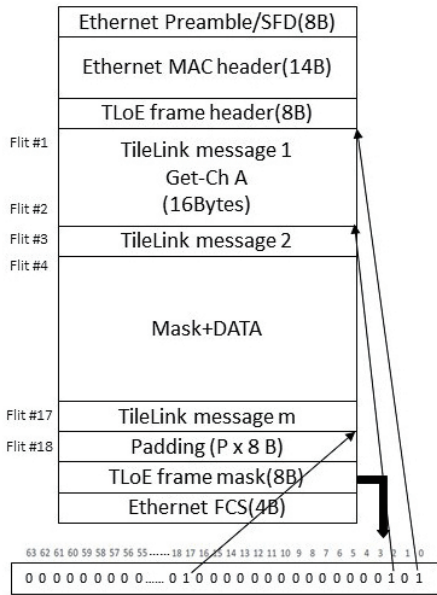 Ethernet Preamble/SFD(8B)
Ethernet MAC header(14B)
TLoE frame header(8B)
Flit #1
TileLink message 1
Get-Ch A
(16Bytes)
Flit #2
Flit #3
TileLink message 2
Flit #4
Mask+DATA
Flit #17
TileLink message m
Flit #18
Padding (P x 8 B)
TLoE frame mask(8B)
Ethernet FCS(4B)
63 62 61 60 59 58 57 56 55 ...... 18 17 16 15 14 13 12 11 10 9 8 7 6 5 4 3 2 1 0
0 0 0 0 0 0 0 0 0 ...... 0 1 0 0 0 0 0 0 0 0 0 0 0 0 0 0 1 0 1